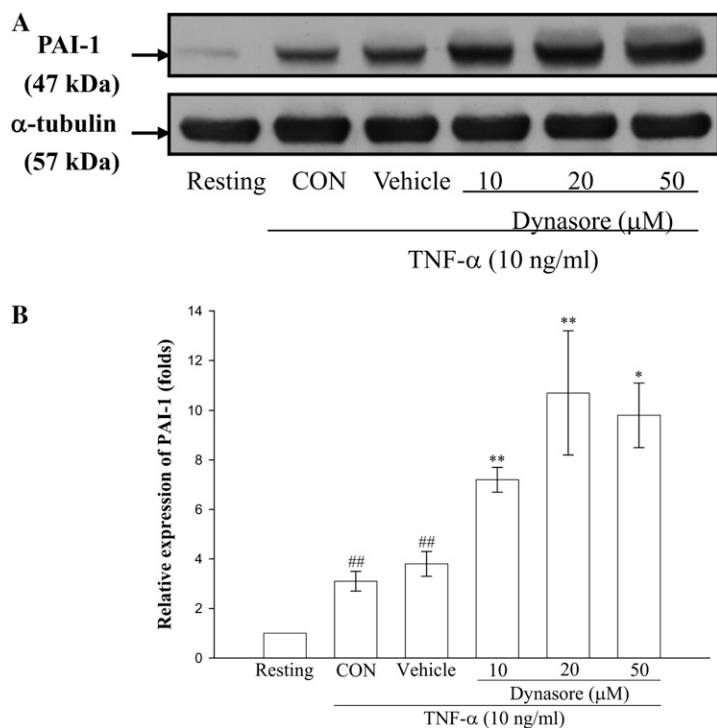 A
PAI-1
(47 kDa)
α-tubulin
(57 kDa)
Resting CON Vehicle 10 20 50
Dynasore (μM)
TNF-α (10 ng/ml)
B
Relative expression of PAI-1 (folds)
14
12
10
8
6
4
2
0
## ## ** ** *
Resting CON Vehicle 10 20 50
Dynasore (μM)
TNF-α (10 ng/ml)